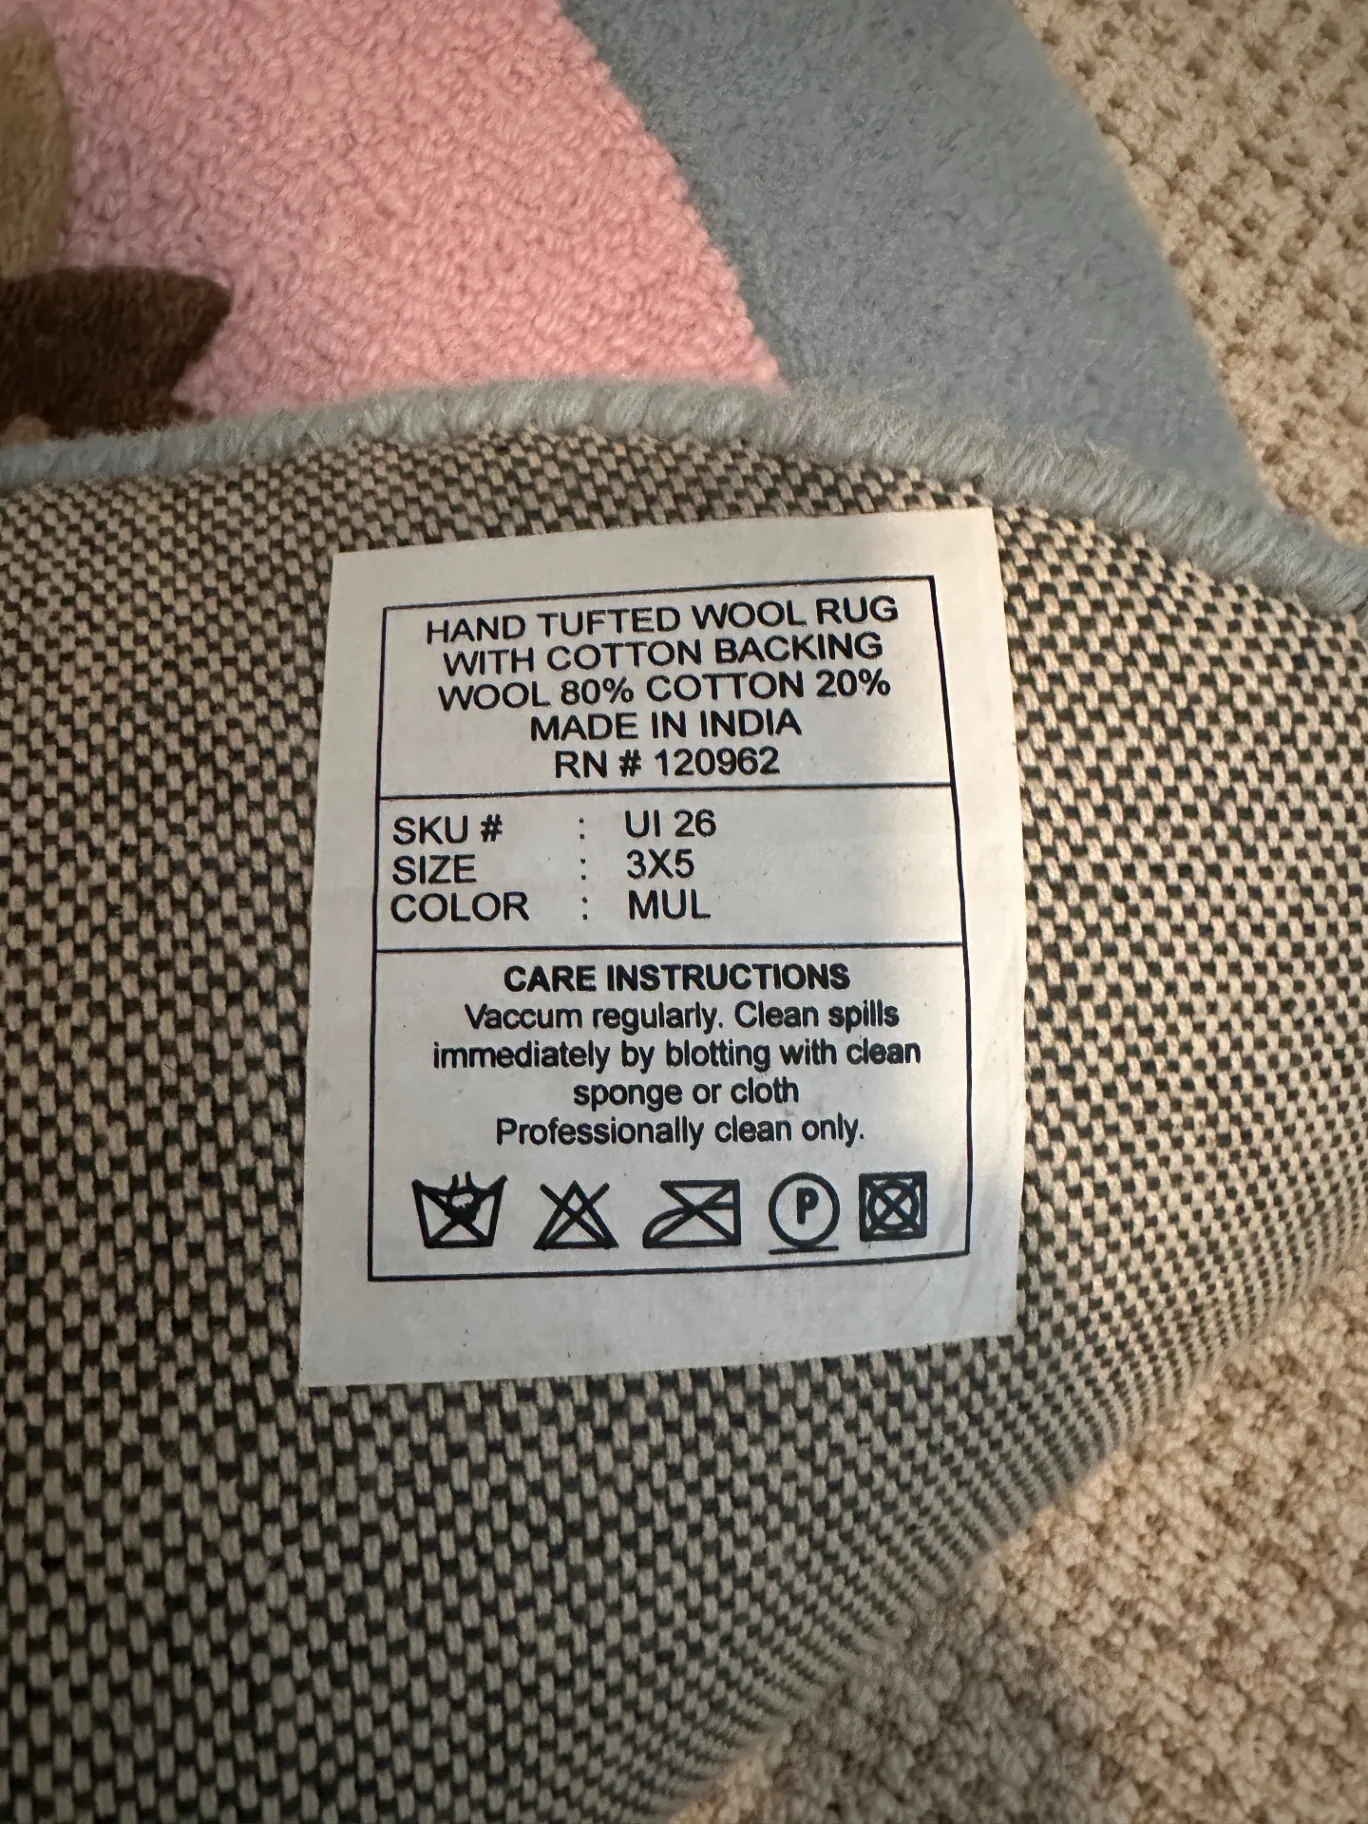 HAND TUFTED WOOL RUG
WITH COTTON BACKING
WOOL 80% COTTON 20%
MADE IN INDIA
RN # 120962
SKU # : UI 26
SIZE : 3X5
COLOR : MUL
CARE INSTRUCTIONS
Vaccum regularly. Clean spills
immediately by blotting with clean
sponge or cloth
Professionally clean only.
P